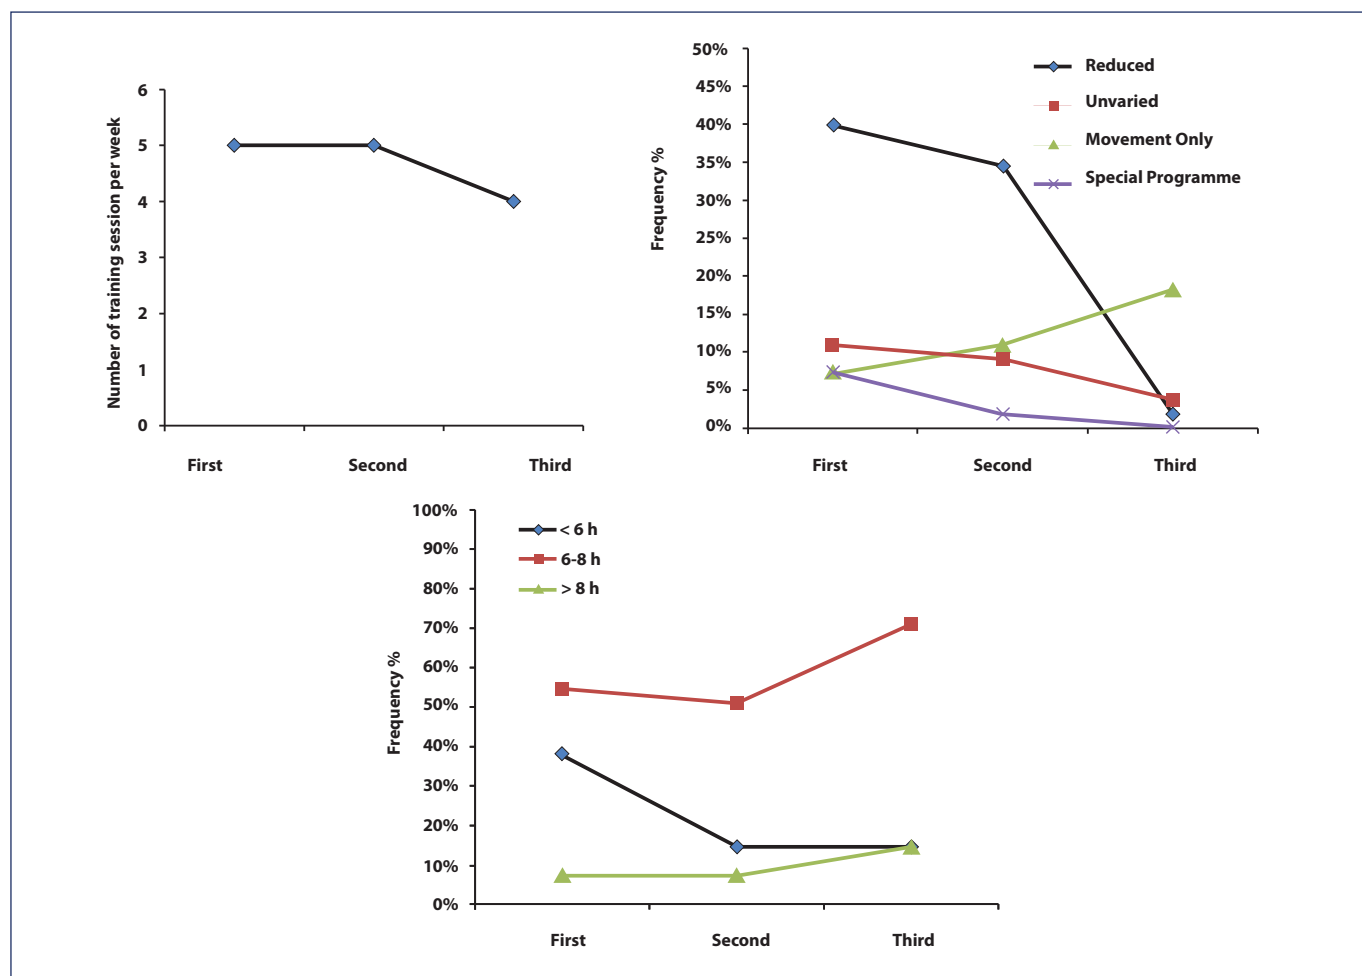 Number of training session per week
6
5
4
3
2
1
0
First Second Third
Frequency %
50%
45%
40%
35%
30%
25%
20%
15%
10%
5%
0%
Reduced
Unvaried
Movement Only
Special Programme
First Second Third
Frequency %
100%
90%
80%
70%
60%
50%
40%
30%
20%
10%
0%
< 6 h
6-8 h
> 8 h
First Second Third